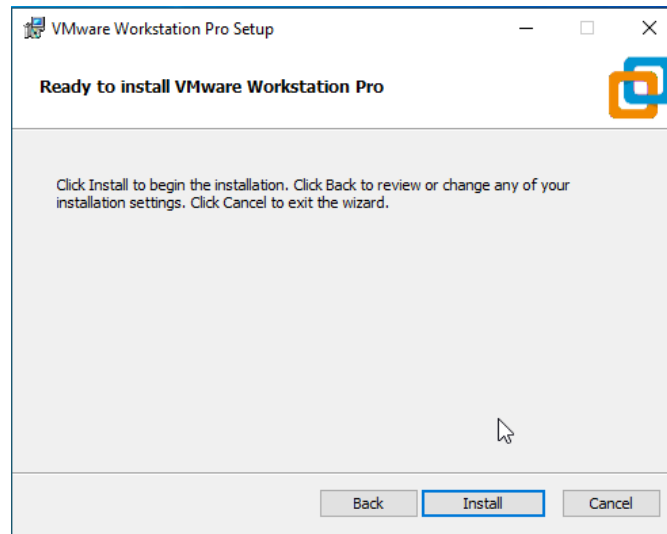 VMware Workstation Pro Setup
Ready to install VMware Workstation Pro
Click Install to begin the installation. Click Back to review or change any of your
installation settings. Click Cancel to exit the wizard.
Back Install Cancel